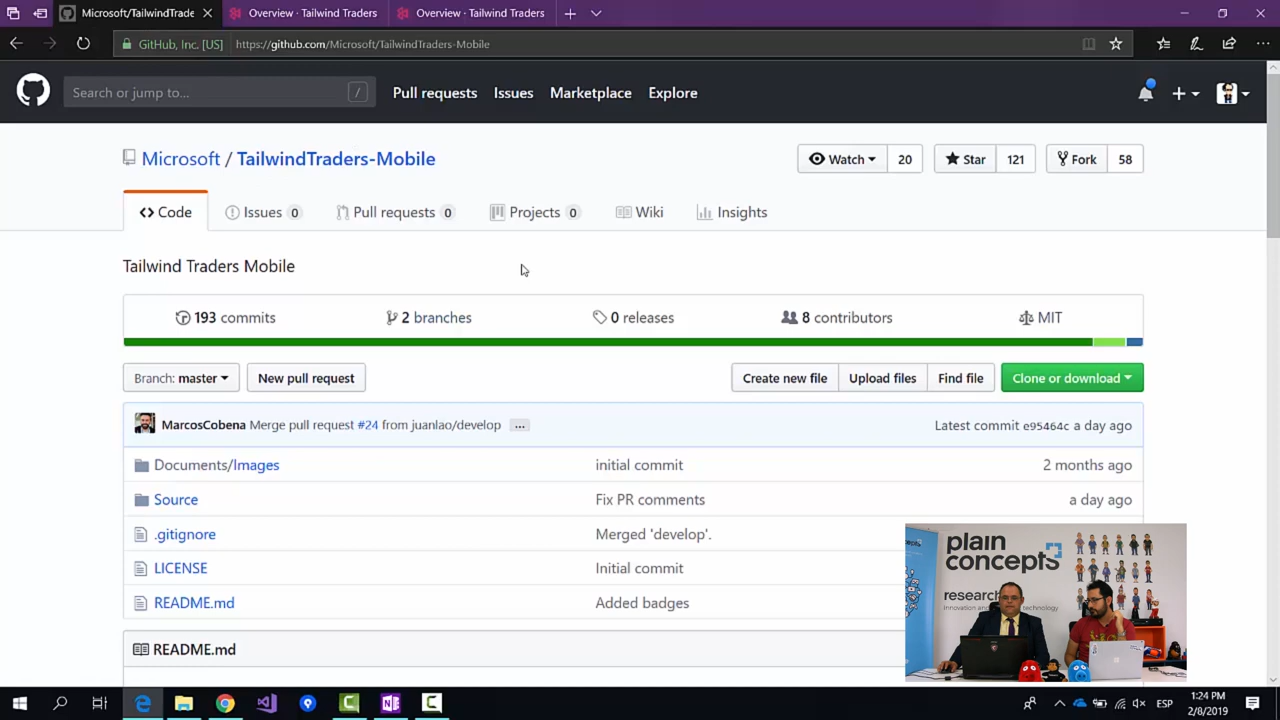 Microsoft/TailwindTrade
Overview · Tailwind Traders
Overview · Tailwind Traders
GitHub, Inc. [US]
https://github.com/Microsoft/TailwindTraders-Mobile
Search or jump to...
/
Pull requests
Issues
Marketplace
Explore
Microsoft / TailwindTraders-Mobile
Watch
20
Star
121
Fork
58
Code
Issues 0
Pull requests 0
Projects 0
Wiki
Insights
Tailwind Traders Mobile
193 commits
2 branches
0 releases
8 contributors
MIT
Branch: master
New pull request
Create new file
Upload files
Find file
Clone or download
MarcosCobena Merge pull request #24 from juanlao/develop ...
Latest commit e95464c a day ago
Documents/Images
initial commit
2 months ago
Source
Fix PR comments
a day ago
.gitignore
Merged 'develop'.
LICENSE
Initial commit
README.md
Added badges
README.md
plain
concepts
research
ESP
1:24 PM
2/8/2019